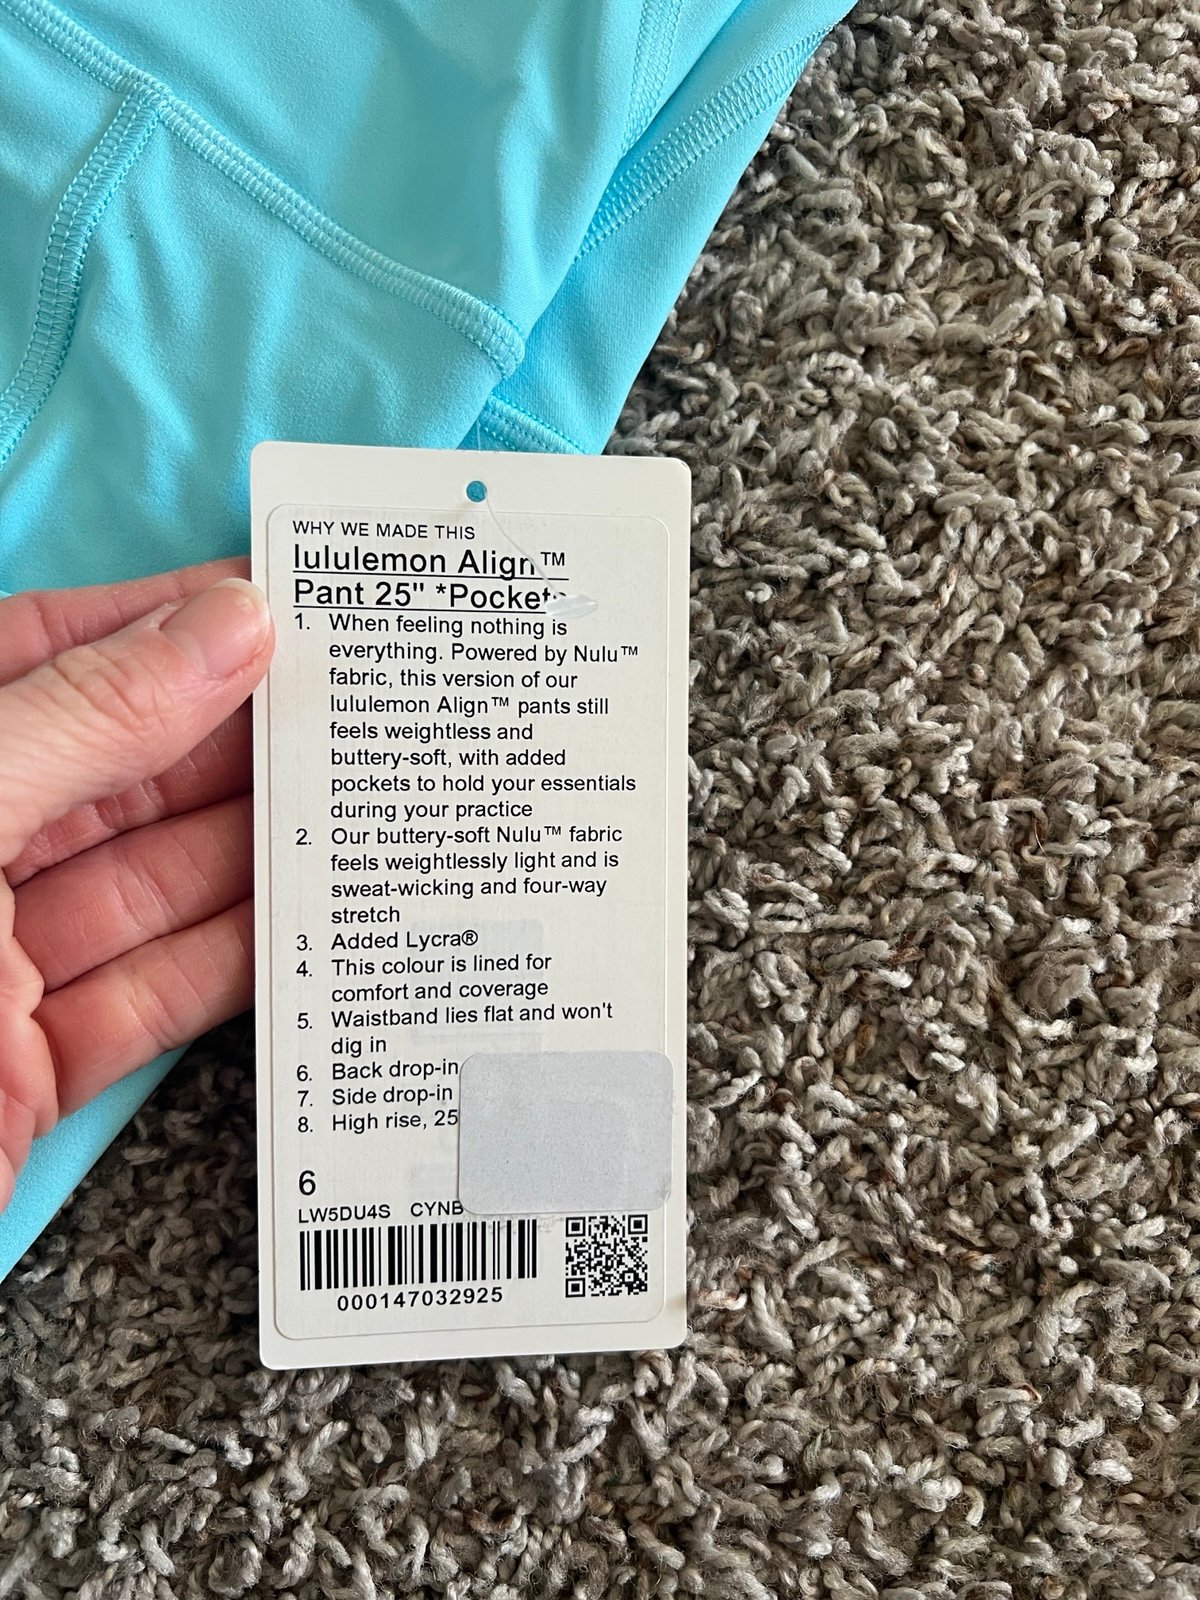 WHY WE MADE THIS
lululemon Align™
Pant 25" *Pockets
1. When feeling nothing is
everything. Powered by Nulu™
fabric, this version of our
lululemon Align™ pants still
feels weightless and
buttery-soft, with added
pockets to hold your essentials
during your practice
2. Our buttery-soft Nulu™ fabric
feels weightlessly light and is
sweat-wicking and four-way
stretch
3. Added Lycra®
4. This colour is lined for
comfort and coverage
5. Waistband lies flat and won't
dig in
6. Back drop-in
7. Side drop-in
8. High rise, 25
6
LW5DU4S CYNB
000147032925